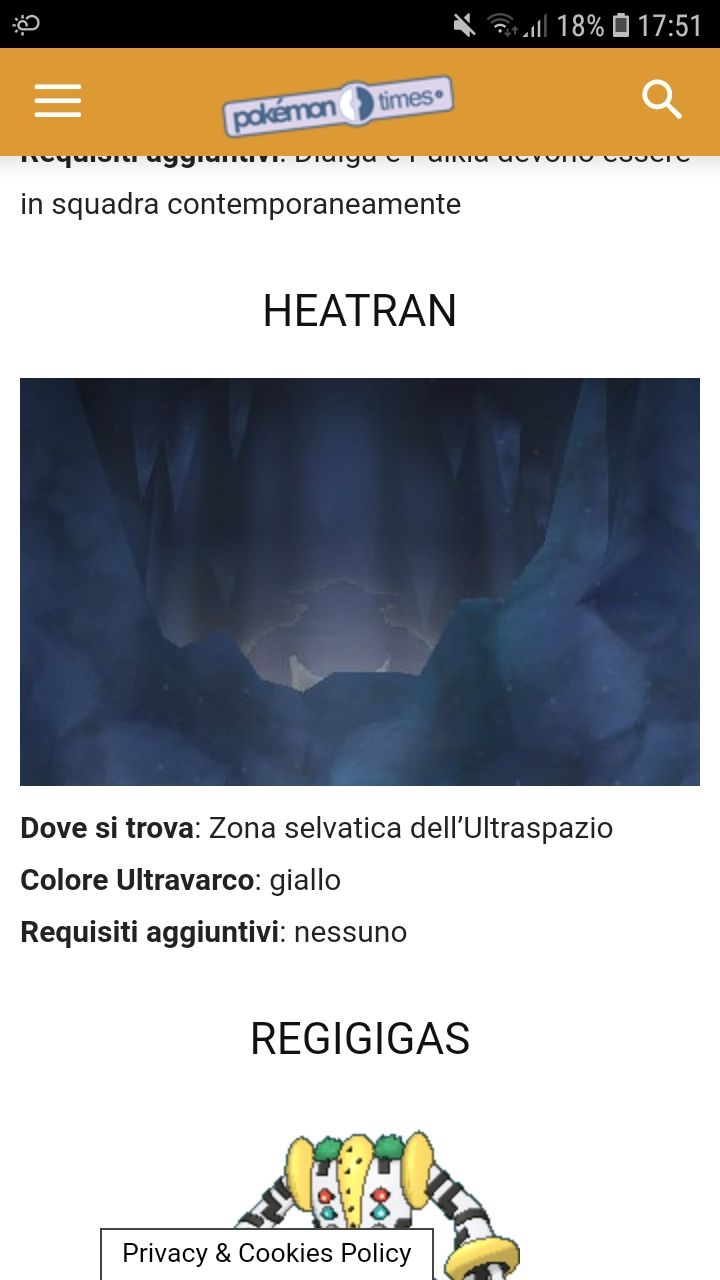 18% 17:51
pokémon times
Requisiti aggiuntivi: Dialga e Palkia devono essere
in squadra contemporaneamente
HEATRAN
Dove si trova: Zona selvatica dell’Ultraspazio
Colore Ultravarco: giallo
Requisiti aggiuntivi: nessuno
REGIGIGAS
Privacy & Cookies Policy